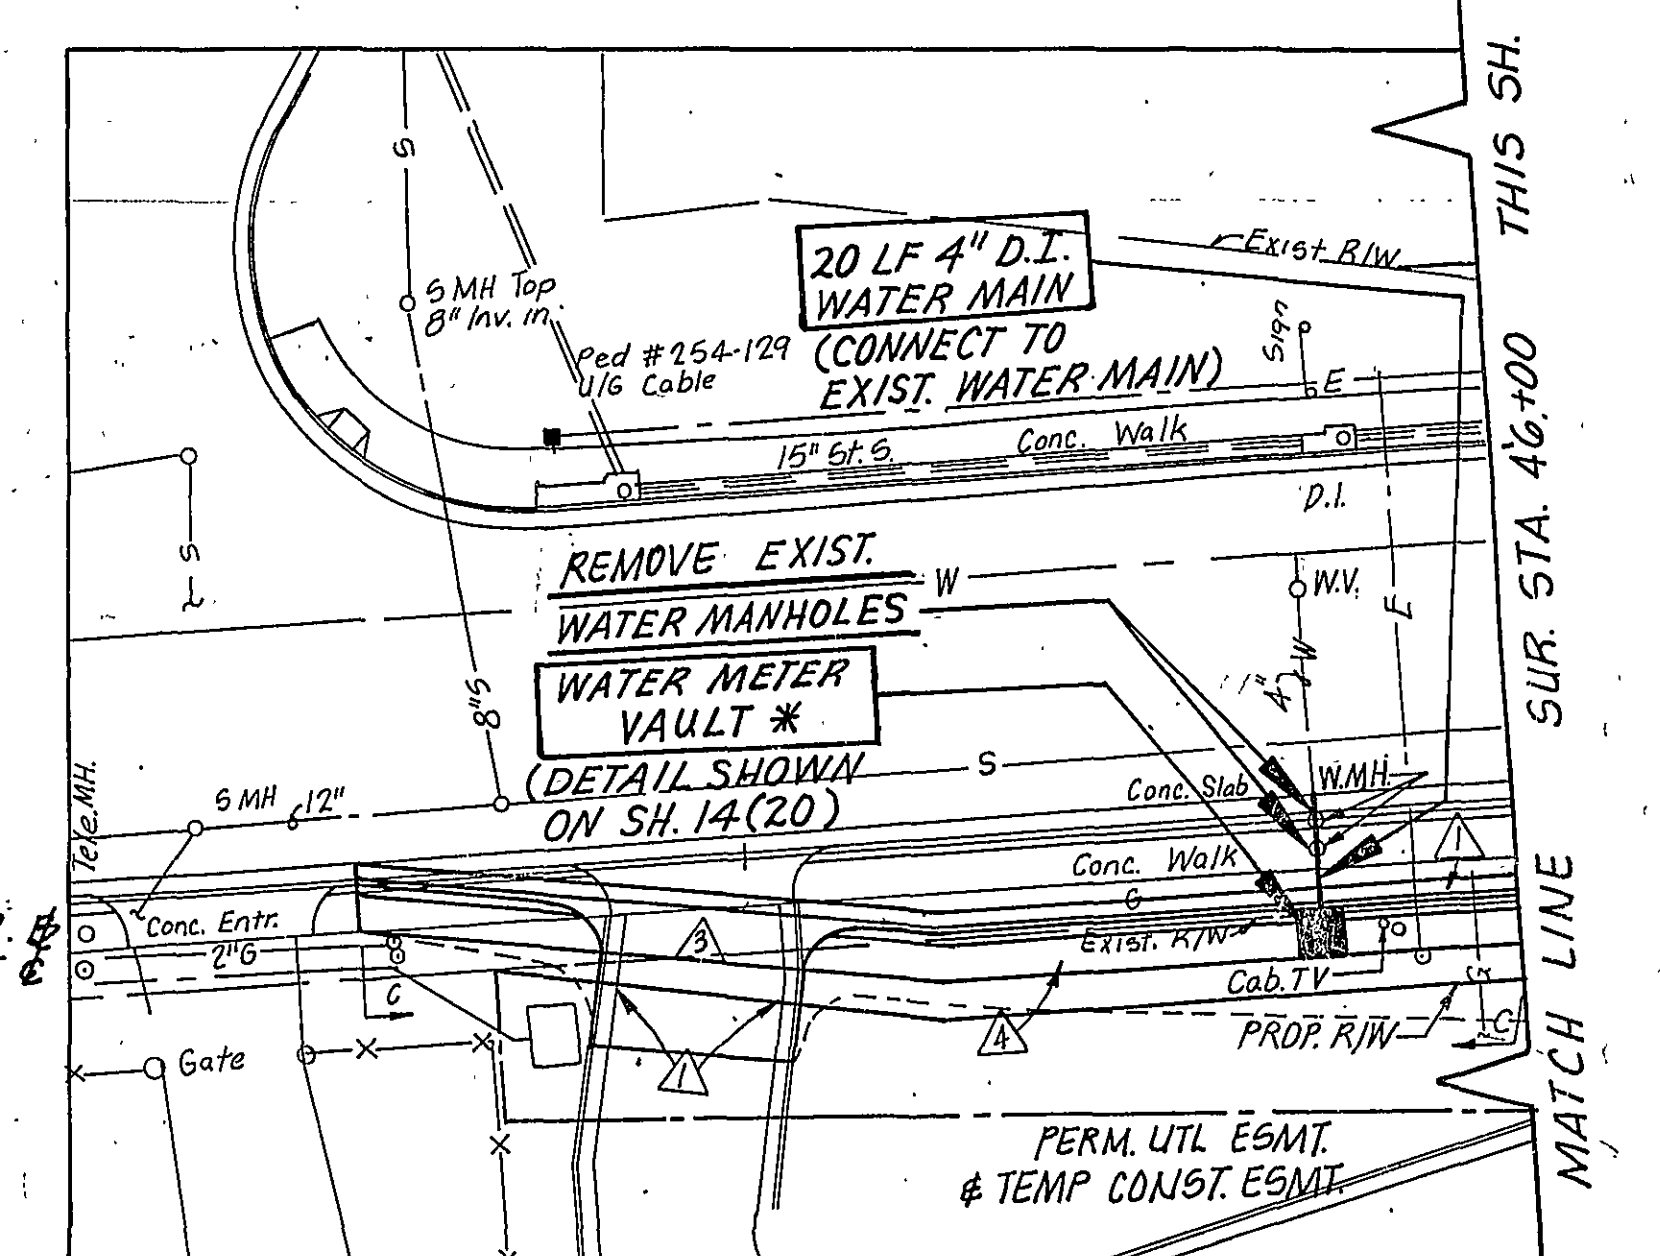 THIS SH.
Exist R/W
20 LF 4" D.I.
WATER MAIN
(CONNECT TO
EXIST. WATER MAIN)
S
SMH Top
8" Inv. in.
Ped #254-129
U/G Cable
Sign
E
Conc. Walk
15" St. S.
D.I.
SUR. STA. 46+00
S
REMOVE EXIST.
WATER MANHOLES
W
W.V.
E
4" W
WATER METER
VAULT *
(DETAIL SHOWN
ON SH. 14(20)
8"S
S
Tele. MH.
SMH 12"
Conc. Slab
W.MH.
1
Conc. Walk
G
Conc. Entr.
2"G
3
Exist. R/W
Cab. TV
G
C
4
PROP. R/W
C
Gate
1
MATCH LINE
PERM. UTL ESMT.
& TEMP CONST. ESMT.